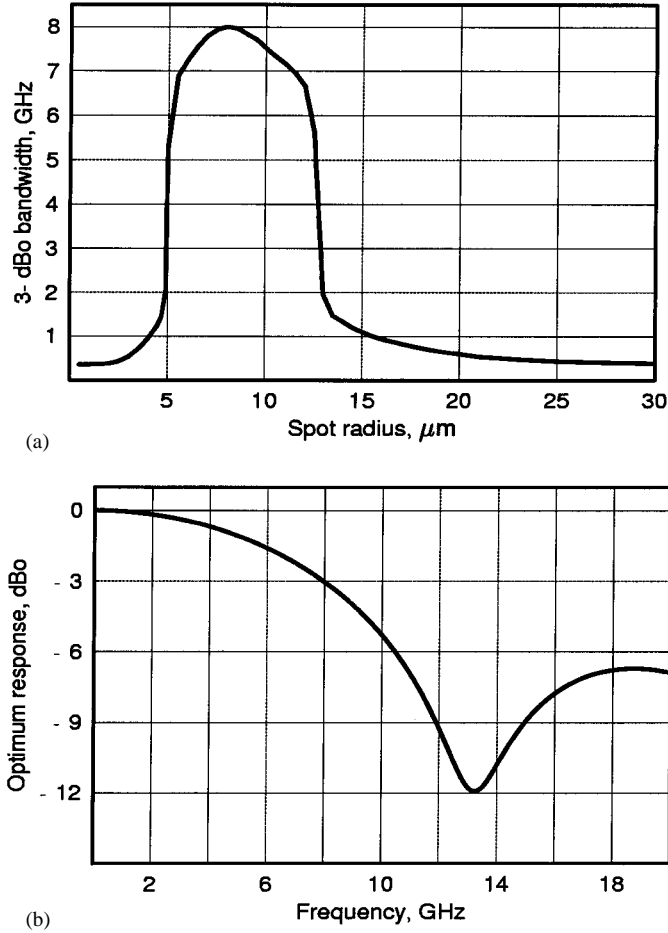 8
7
6
5
4
3
2
1
3- dBo bandwidth, GHz
5 10 15 20 25 30
Spot radius, μm
(a)
0
- 3
- 6
- 9
- 12
Optimum response, dBo
2 6 10 14 18
Frequency, GHz
(b)